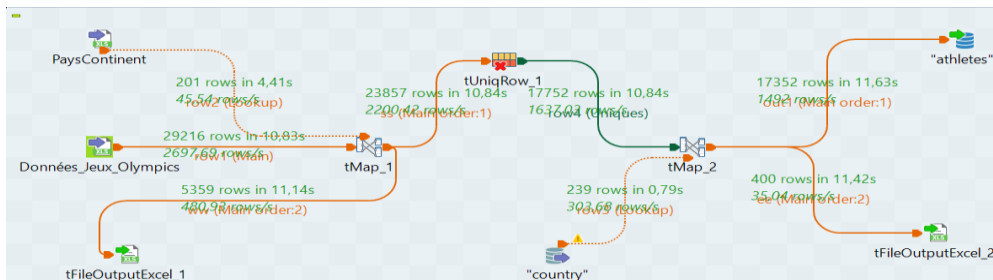 PaysContinent
201 rows in 4,41s
45,54 rows/s
row2 (Lookup)
Données_Jeux_Olympics
29216 rows in 10,83s
2697,69 rows/s
row1 (Main)
tMap_1
5359 rows in 11,14s
480,93 rows/s
ww (Main order:2)
tFileOutputExcel_1
23857 rows in 10,84s
2200,42 rows/s
ss (Main order:1)
tUniqRow_1
17752 rows in 10,84s
1637,03 rows/s
row4 (Uniques)
tMap_2
239 rows in 0,79s
303,68 rows/s
row3 (Lookup)
"country"
17352 rows in 11,63s
1492 rows/s
out1 (Main order:1)
"athletes"
400 rows in 11,42s
35,04 rows/s
ee (Main order:2)
tFileOutputExcel_2